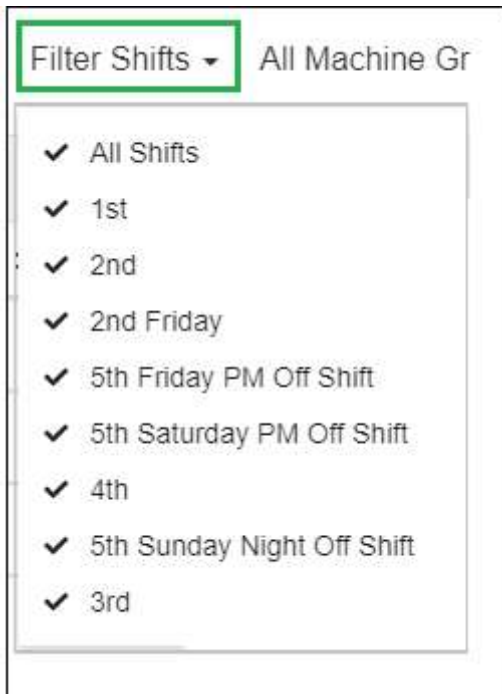 Filter Shifts All Machine Gr
All Shifts
1st
2nd
2nd Friday
5th Friday PM Off Shift
5th Saturday PM Off Shift
4th
5th Sunday Night Off Shift
3rd